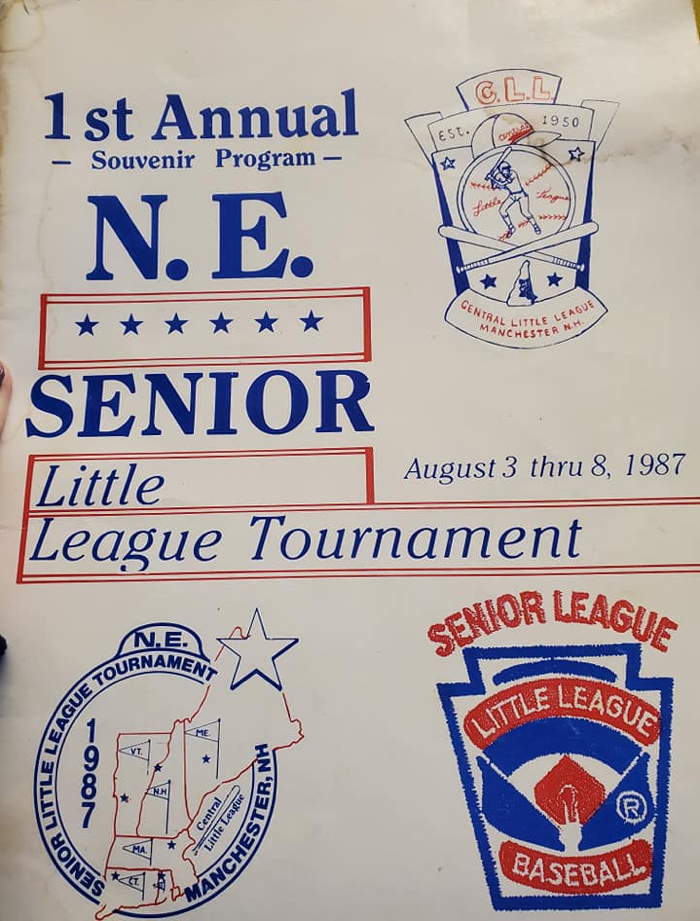 1st Annual
– Souvenir Program –
N.E.
SENIOR
Little
League Tournament
August 3 thru 8, 1987
C.L.L.
EST. 1950
Little League
CENTRAL LITTLE LEAGUE
MANCHESTER N.H.
N.E.
SENIOR LITTLE LEAGUE TOURNAMENT
1987
ME.
VT.
N.H
MA.
CT.
Central
Little League
MANCHESTER, NH
SENIOR LEAGUE
LITTLE LEAGUE
®
BASEBALL